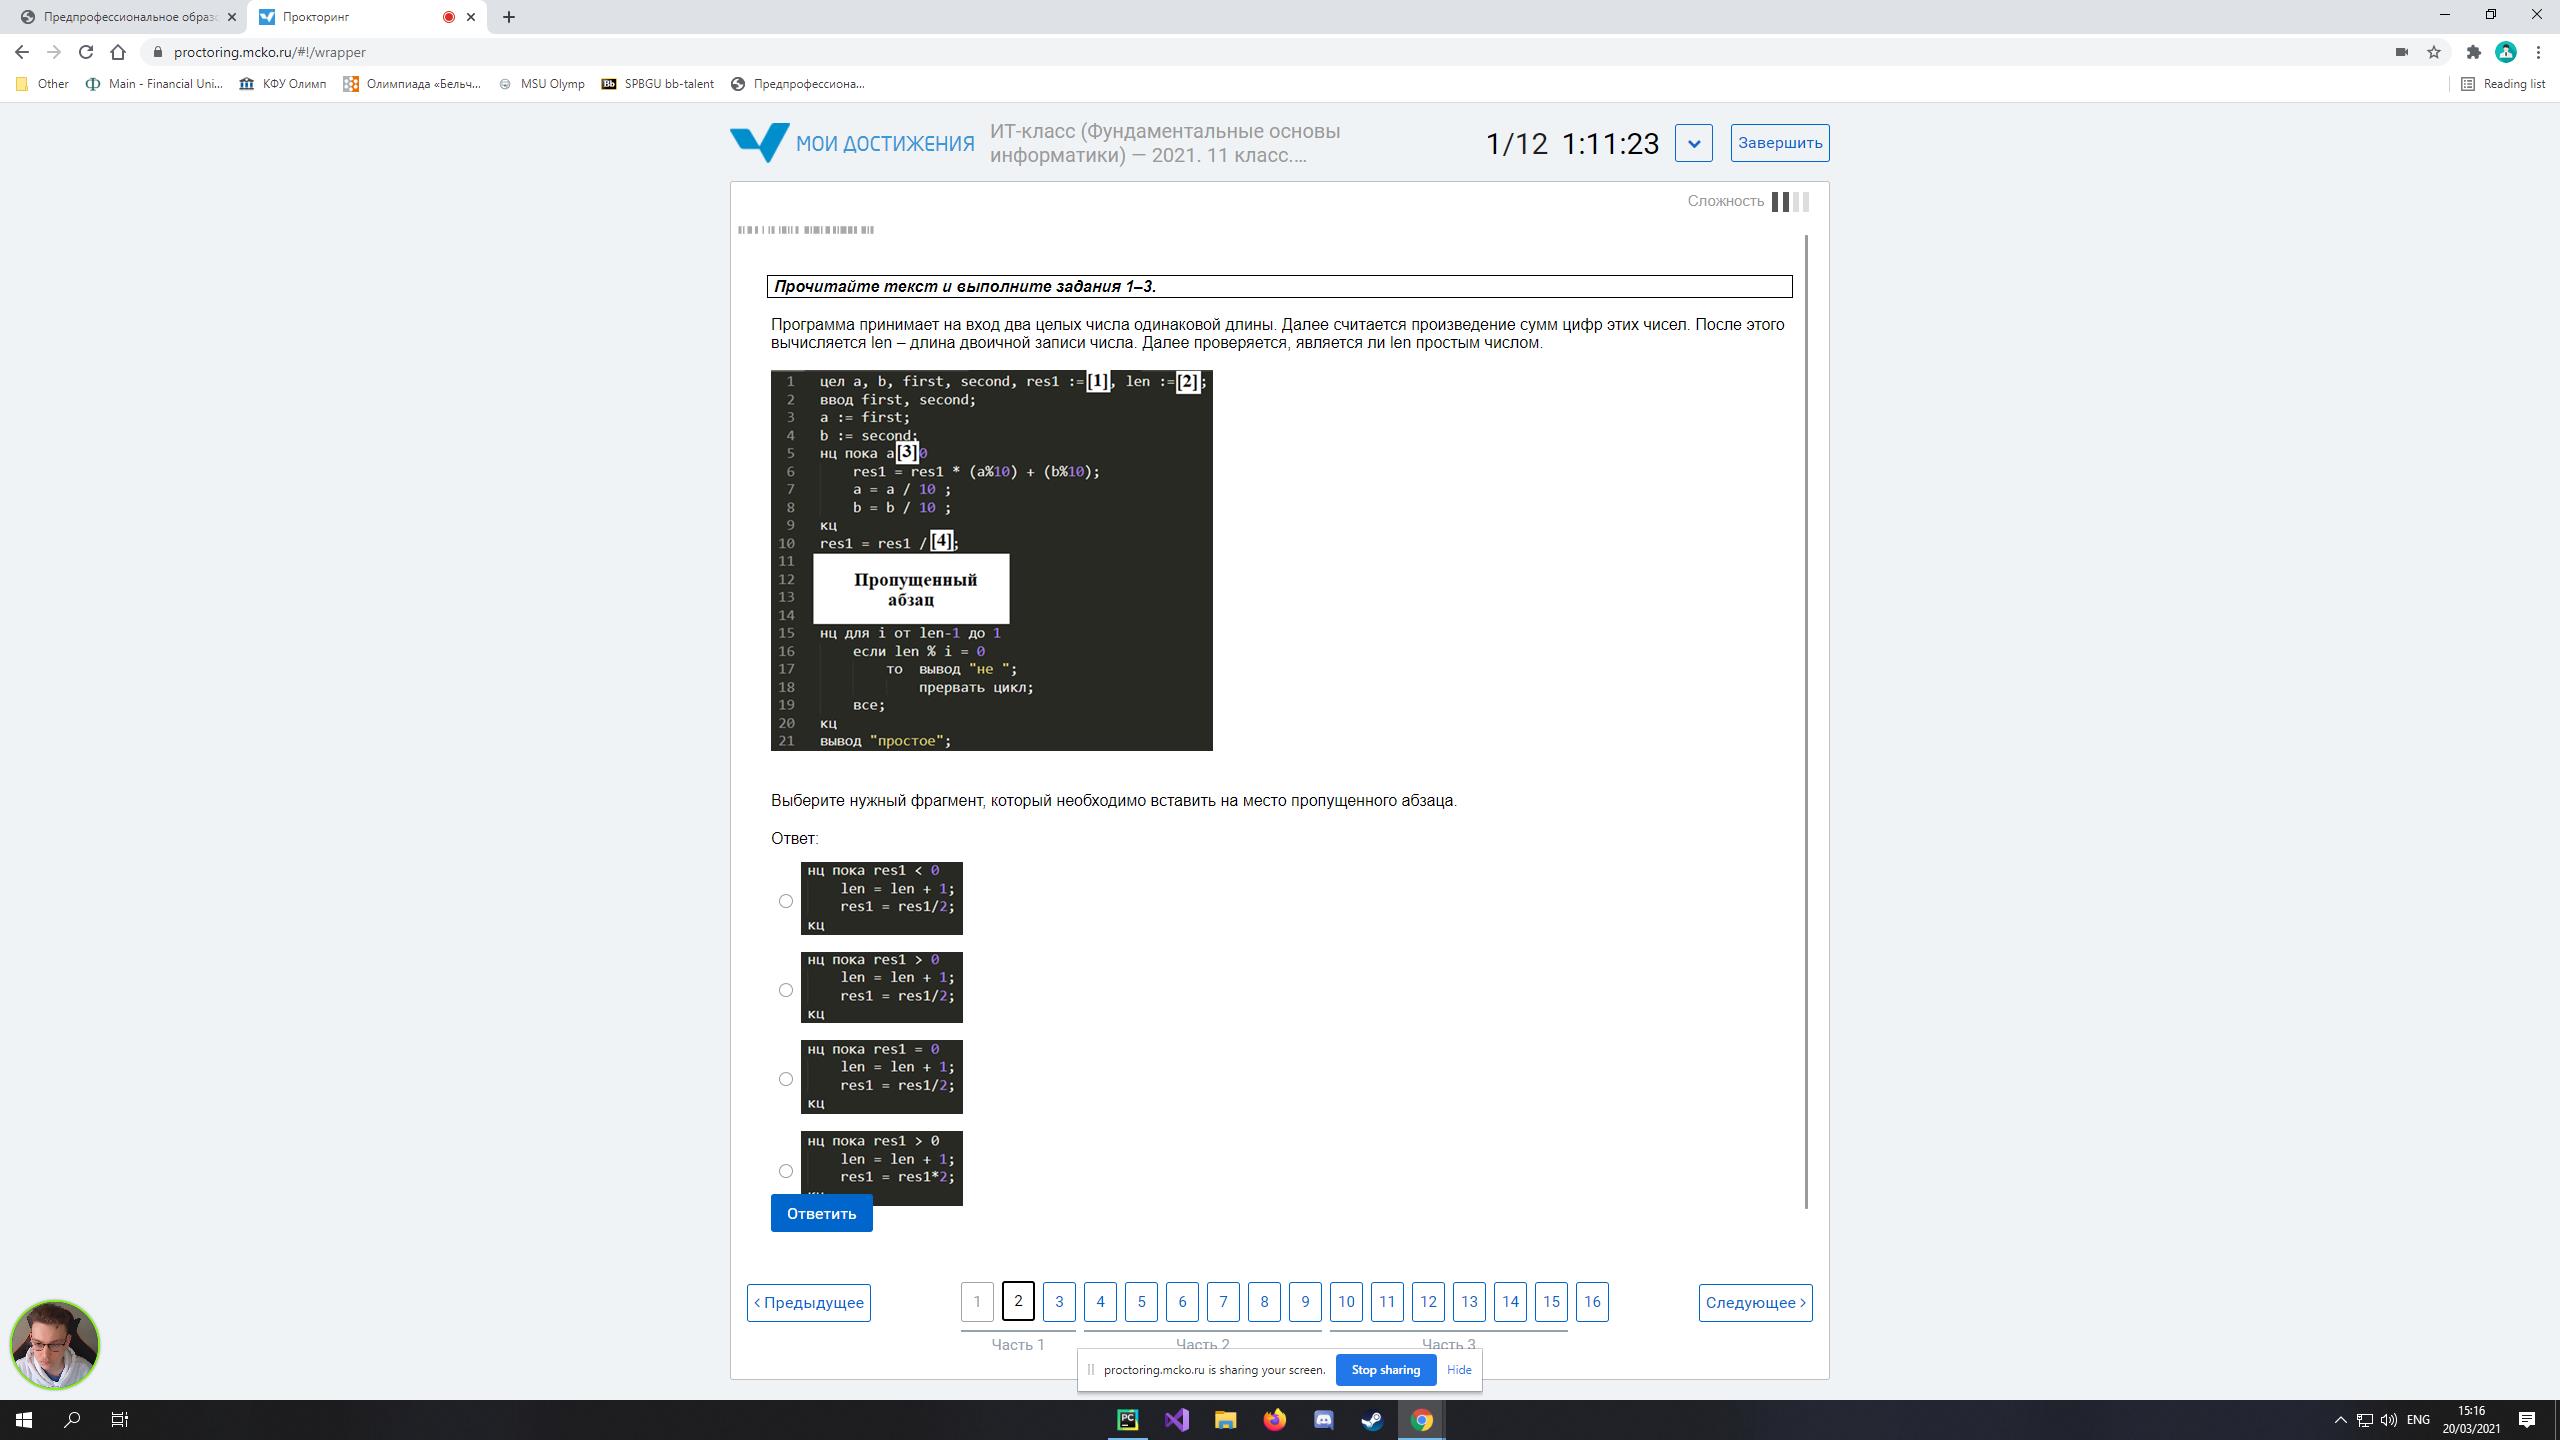 Предпрофессиональное образо
Прокторинг
proctoring.mcko.ru/#!/wrapper
Other
Main - Financial Uni...
КФУ Олимп
Олимпиада «Бельч...
MSU Olymp
Bb
SPBGU bb-talent
Предпрофессиона...
Reading list
МОИ ДОСТИЖЕНИЯ
ИТ-класс (Фундаментальные основы
информатики) — 2021. 11 класс....
1/12 1:11:23
Завершить
Сложность
Прочитайте текст и выполните задания 1–3.
Программа принимает на вход два целых числа одинаковой длины. Далее считается произведение сумм цифр этих чисел. После этого
вычисляется len – длина двоичной записи числа. Далее проверяется, является ли len простым числом.
1 цел a, b, first, second, res1 :=[1], len :=[2];
2 ввод first, second;
3 a := first;
4 b := second;
5 нц пока a[3]0
6 res1 = res1 * (a%10) + (b%10);
7 a = a / 10 ;
8 b = b / 10 ;
9 кц
10 res1 = res1 /[4];
11
12 Пропущенный
13 абзац
14
15 нц для i от len-1 до 1
16 если len % i = 0
17 то вывод "не ";
18 прервать цикл;
19 все;
20 кц
21 вывод "простое";
Выберите нужный фрагмент, который необходимо вставить на место пропущенного абзаца.
Ответ:
нц пока res1 < 0
len = len + 1;
res1 = res1/2;
кц
нц пока res1 > 0
len = len + 1;
res1 = res1/2;
кц
нц пока res1 = 0
len = len + 1;
res1 = res1/2;
кц
нц пока res1 > 0
len = len + 1;
res1 = res1*2;
Ответить
Предыдущее
1 2 3 4 5 6 7 8 9 10 11 12 13 14 15 16
Следующее
Часть 1
Часть 2
Часть 3
proctoring.mcko.ru is sharing your screen.
Stop sharing
Hide
PC
ENG
15:16
20/03/2021